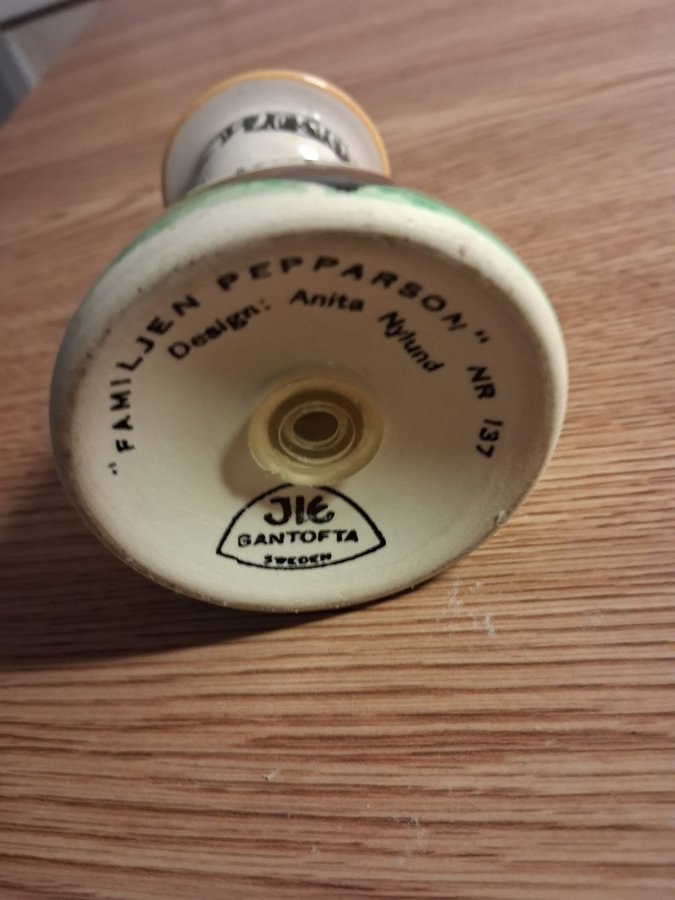 "FAMILJEN PEPPARSON" NR 137
Design: Anita Nylund
JIE
GANTOFTA
SWEDEN